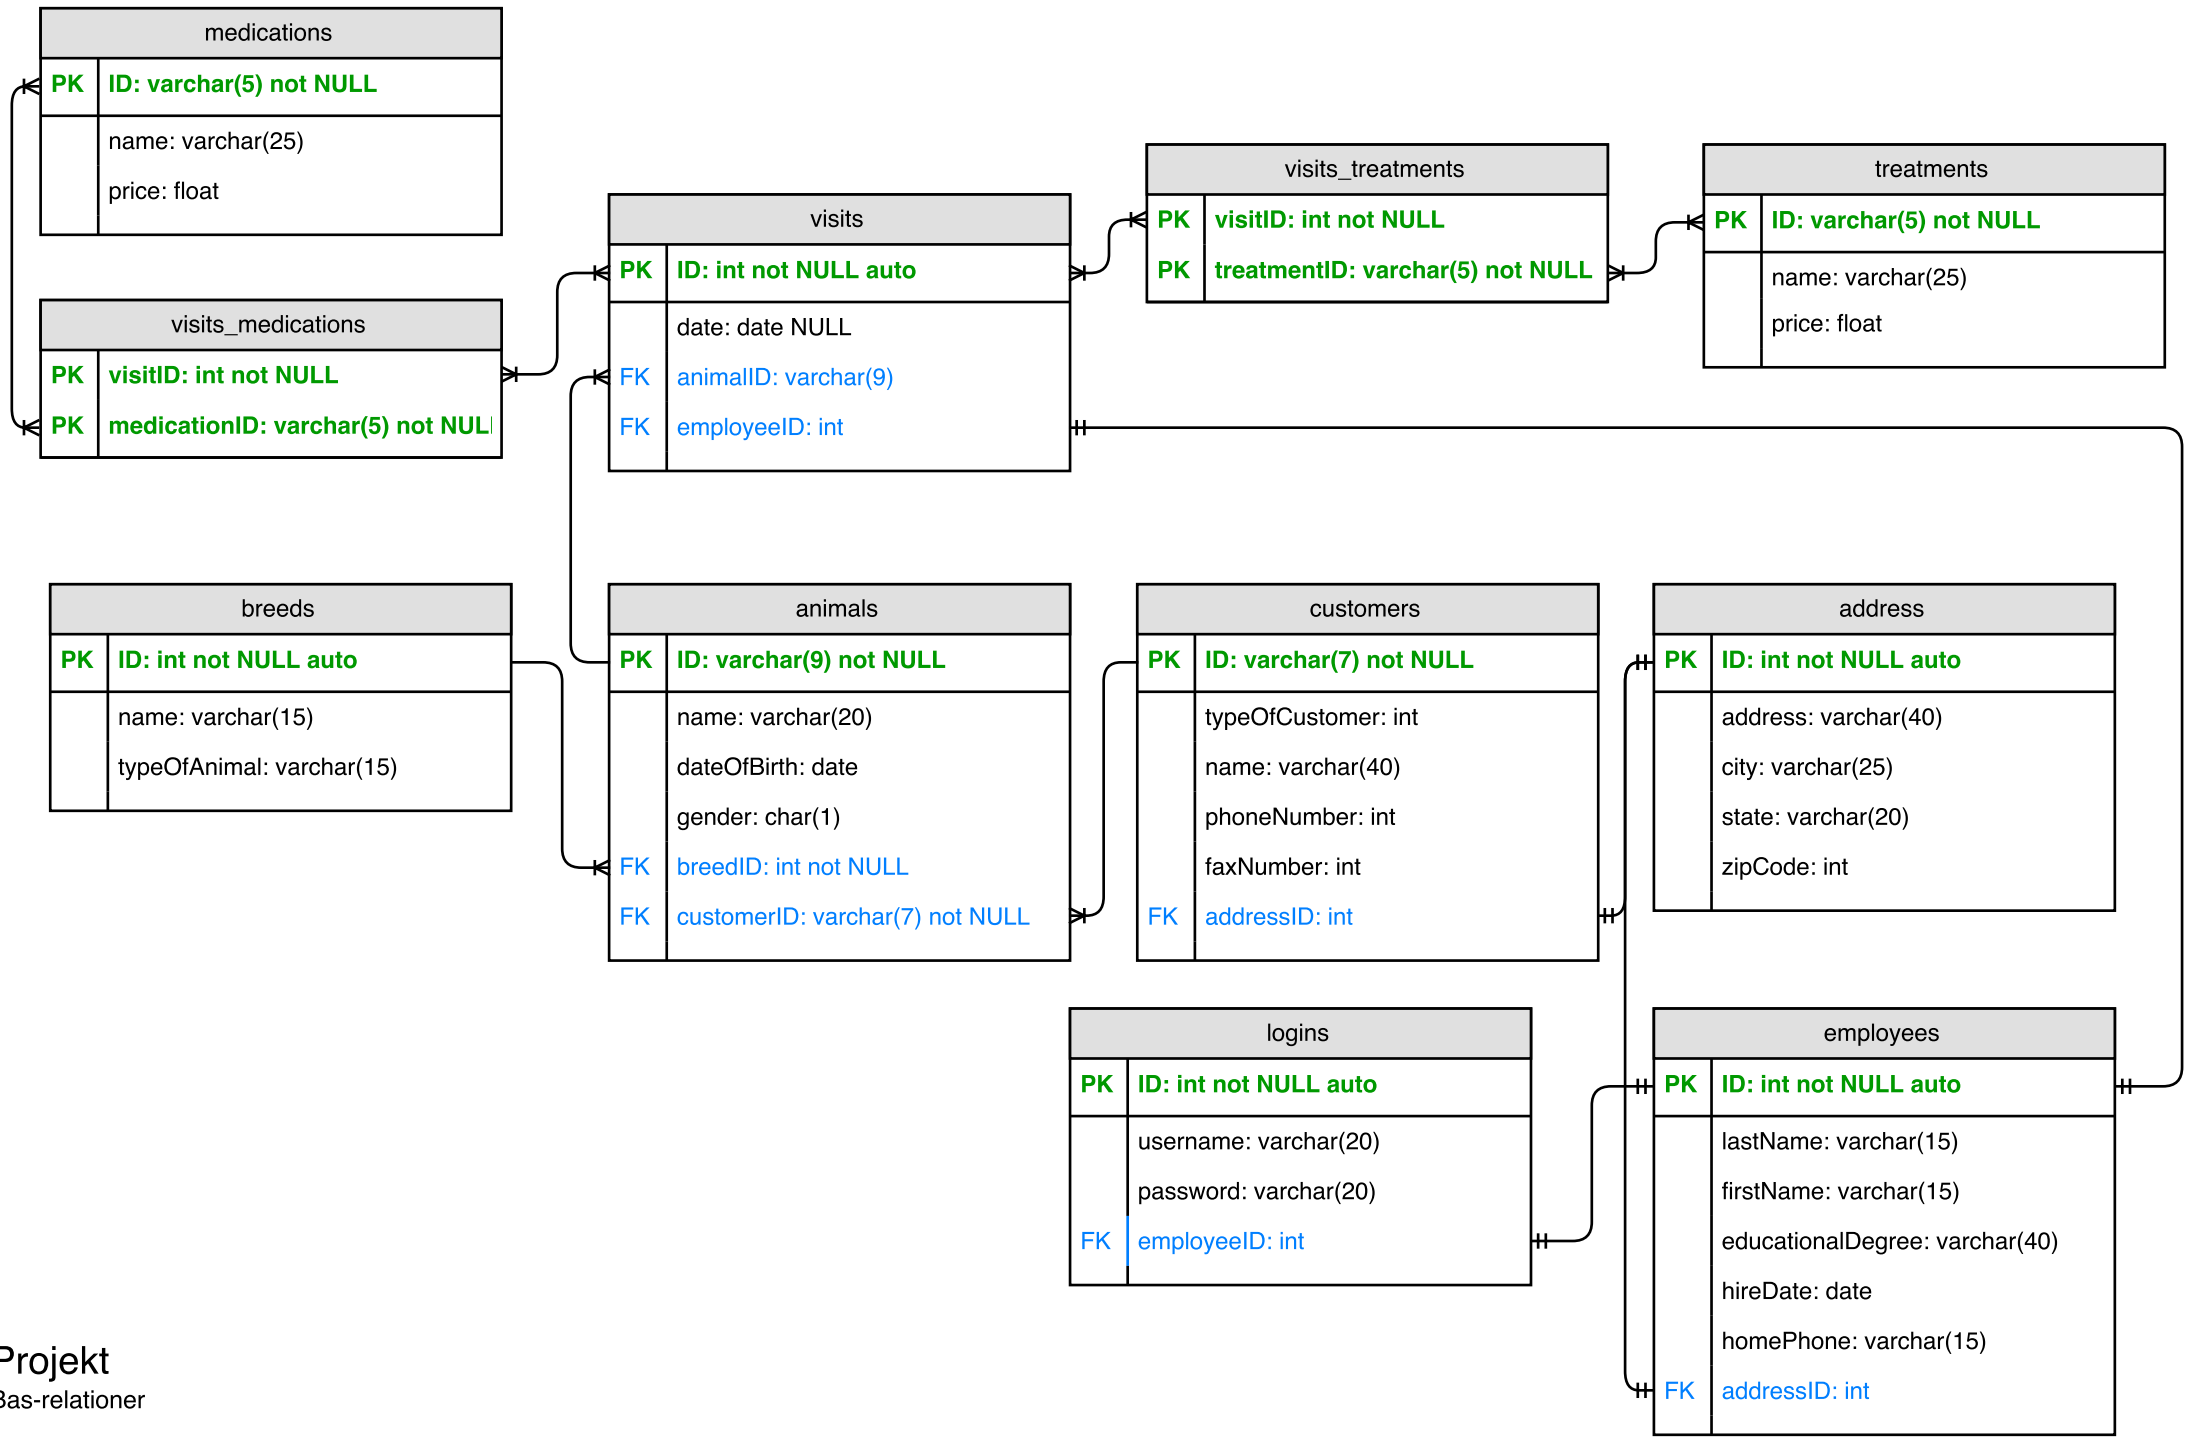 medications
PK ID: varchar(5) not NULL
name: varchar(25)
price: float
visits_medications
PK visitID: int not NULL
PK medicationID: varchar(5) not NUL
visits
PK ID: int not NULL auto
date: date NULL
FK animalID: varchar(9)
FK employeeID: int
visits_treatments
PK visitID: int not NULL
PK treatmentID: varchar(5) not NULL
treatments
PK ID: varchar(5) not NULL
name: varchar(25)
price: float
breeds
PK ID: int not NULL auto
name: varchar(15)
typeOfAnimal: varchar(15)
animals
PK ID: varchar(9) not NULL
name: varchar(20)
dateOfBirth: date
gender: char(1)
FK breedID: int not NULL
FK customerID: varchar(7) not NULL
customers
PK ID: varchar(7) not NULL
typeOfCustomer: int
name: varchar(40)
phoneNumber: int
faxNumber: int
FK addressID: int
address
PK ID: int not NULL auto
address: varchar(40)
city: varchar(25)
state: varchar(20)
zipCode: int
logins
PK ID: int not NULL auto
username: varchar(20)
password: varchar(20)
FK employeeID: int
employees
PK ID: int not NULL auto
lastName: varchar(15)
firstName: varchar(15)
educationalDegree: varchar(40)
hireDate: date
homePhone: varchar(15)
FK addressID: int
Projekt
Bas-relationer